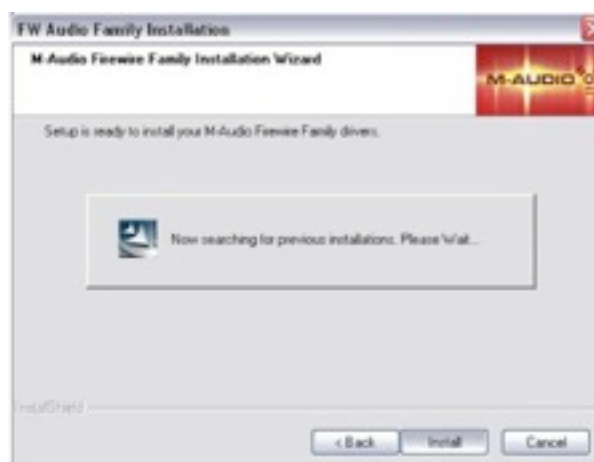 FW Audio Family Installation
M-Audio Firewire Family Installation Wizard
M-AUDIO
Setup is ready to install your M-Audio Firewire Family drivers.
Now searching for previous installations. Please Wait...
InstallShield
< Back
Install
Cancel